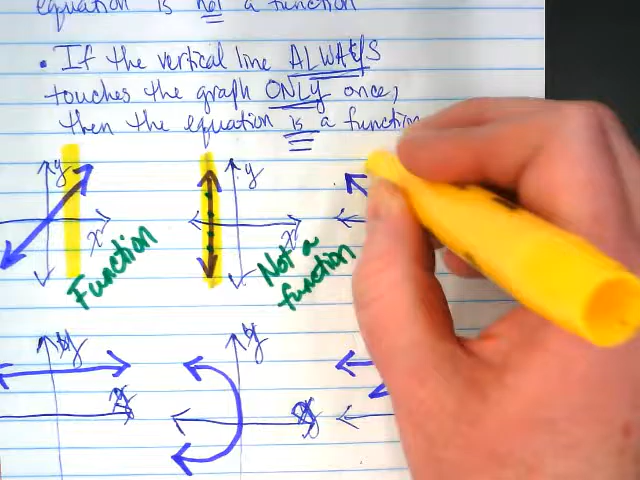 equation is not a function
• If the vertical line ALWAYS
touches the graph ONLY once,
then the equation is a function
y
y
x
x
Function
Not a
function
y
y